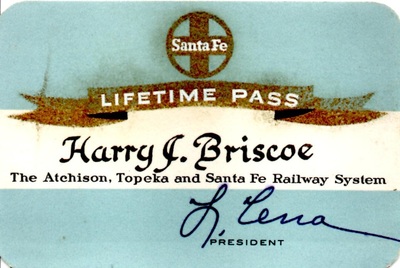 Santa Fe
LIFETIME PASS
Harry J. Briscoe
The Atchison, Topeka and Santa Fe Railway System
PRESIDENT